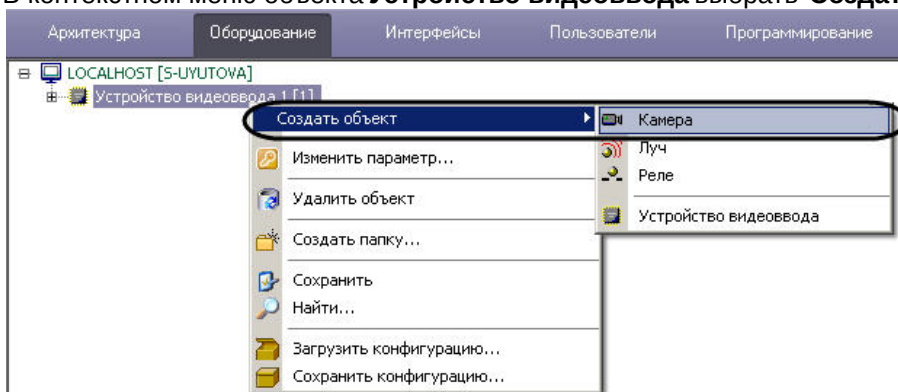 В контекстном меню объекта Устройство видеоввода выбрать Создат
Архитектура Оборудование Интерфейсы Пользователи Программирование
LOCALHOST [S-UYUTOVA]
Устройство видеоввода 1 [1]
Создать объект
Камера
Луч
Реле
Устройство видеоввода
Изменить параметр...
Удалить объект
Создать папку...
Сохранить
Найти...
Загрузить конфигурацию...
Сохранить конфигурацию...